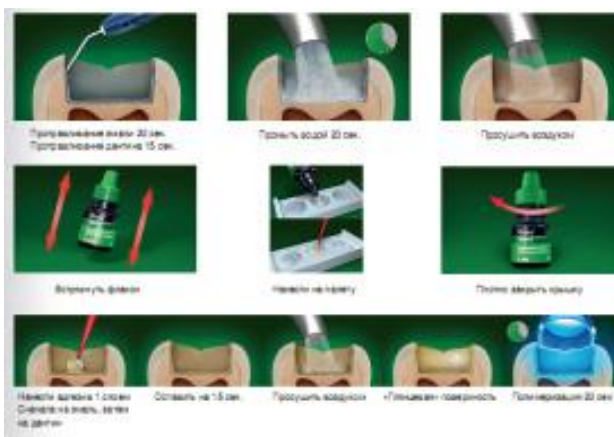 Протравливание эмали 20 сек.
Протравливание дентина 15 сек.
Промыть водой 20 сек.
Просушить воздухом
Встряхнуть флакон
Нанести на палету
Плотно закрыть крышку
Нанести адгезив 1 слоем
Сначала на эмаль, затем
на дентин
Оставить на 15 сек.
Просушить воздухом
«Глянцевая» поверхность
Полимеризация 20 сек